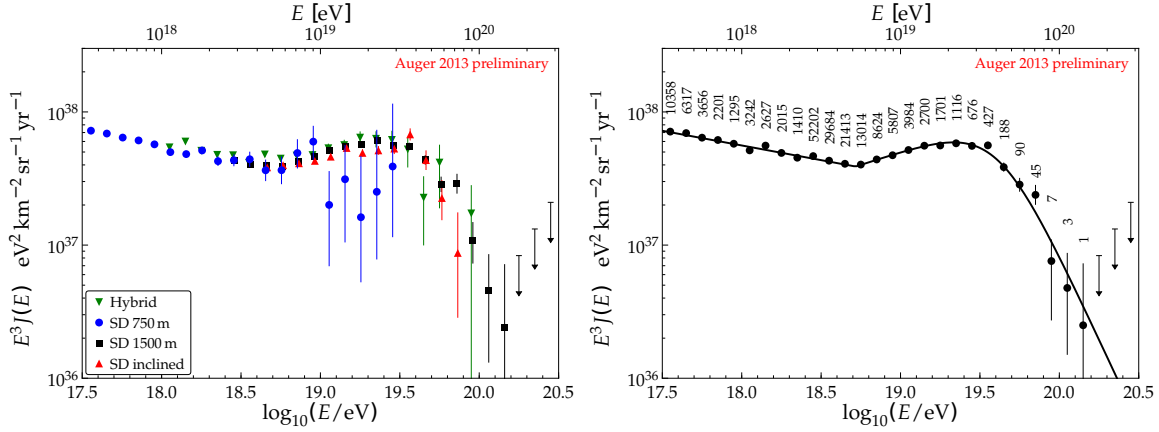 E [eV]
10^18 10^19 10^20
Auger 2013 preliminary
E^3 J(E) eV^2 km^−2 sr^−1 yr^−1
10^38
10^37
10^36
Hybrid
SD 750 m
SD 1500 m
SD inclined
17.5 18.0 18.5 19.0 19.5 20.0 20.5
log_10(E/eV)
E [eV]
10^18 10^19 10^20
Auger 2013 preliminary
E^3 J(E) eV^2 km^−2 sr^−1 yr^−1
10^38
10^37
10^36
10358
6317
3656
2201
1295
3242
2627
2015
1410
52202
29684
21413
13014
8624
5807
3984
2700
1701
1116
676
427
188
90
45
7
3
1
17.5 18.0 18.5 19.0 19.5 20.0 20.5
log_10(E/eV)